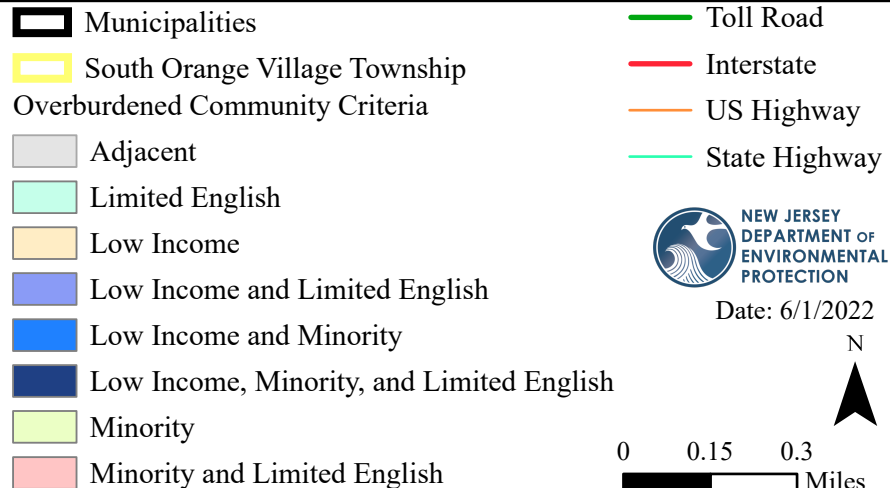 Municipalities
South Orange Village Township
Overburdened Community Criteria
Adjacent
Limited English
Low Income
Low Income and Limited English
Low Income and Minority
Low Income, Minority, and Limited English
Minority
Minority and Limited English
Toll Road
Interstate
US Highway
State Highway
NEW JERSEY
DEPARTMENT OF
ENVIRONMENTAL
PROTECTION
Date: 6/1/2022
N
0 0.15 0.3
Miles